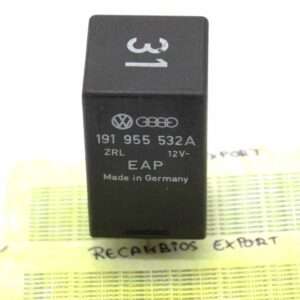 31
191 955 532A
ZRL 12V-
EAP
Made in Germany
RECAMBIOS EXPORT